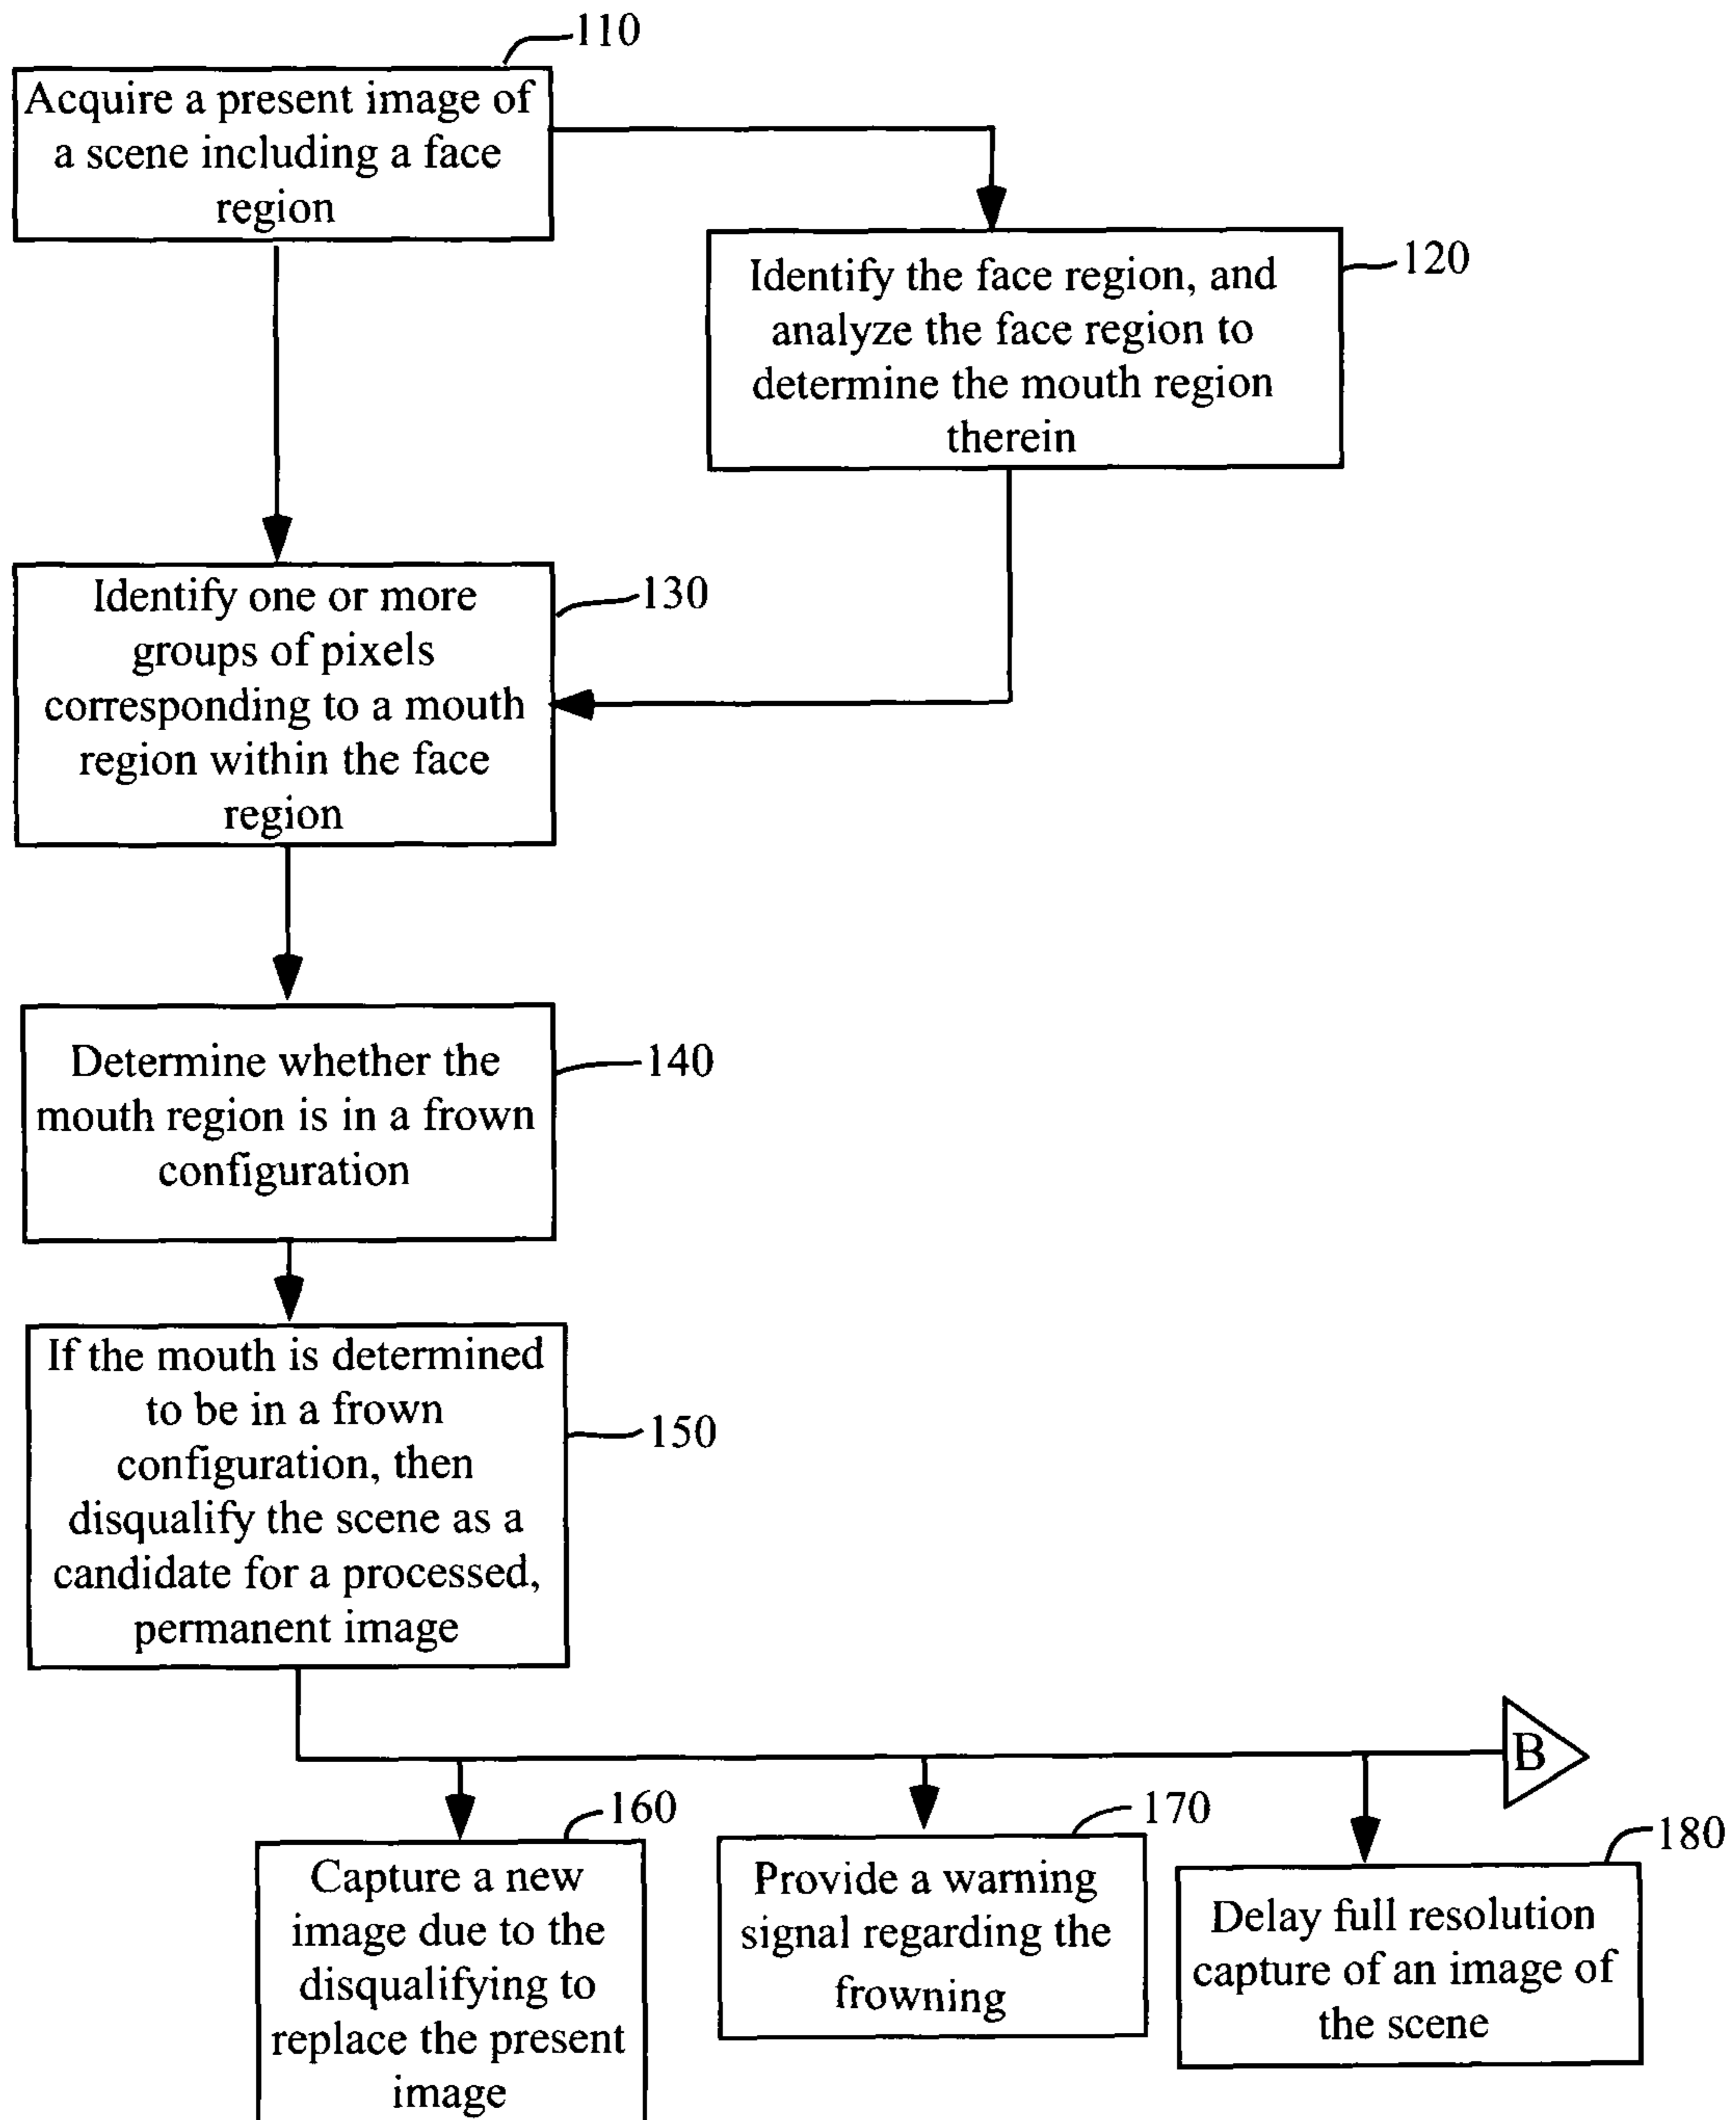 110
Acquire a present image of
a scene including a face
region
120
Identify the face region, and
analyze the face region to
determine the mouth region
therein
130
Identify one or more
groups of pixels
corresponding to a mouth
region within the face
region
140
Determine whether the
mouth region is in a frown
configuration
150
If the mouth is determined
to be in a frown
configuration, then
disqualify the scene as a
candidate for a processed,
permanent image
B
160
Capture a new
image due to the
disqualifying to
replace the present
image
170
Provide a warning
signal regarding the
frowning
180
Delay full resolution
capture of an image of
the scene